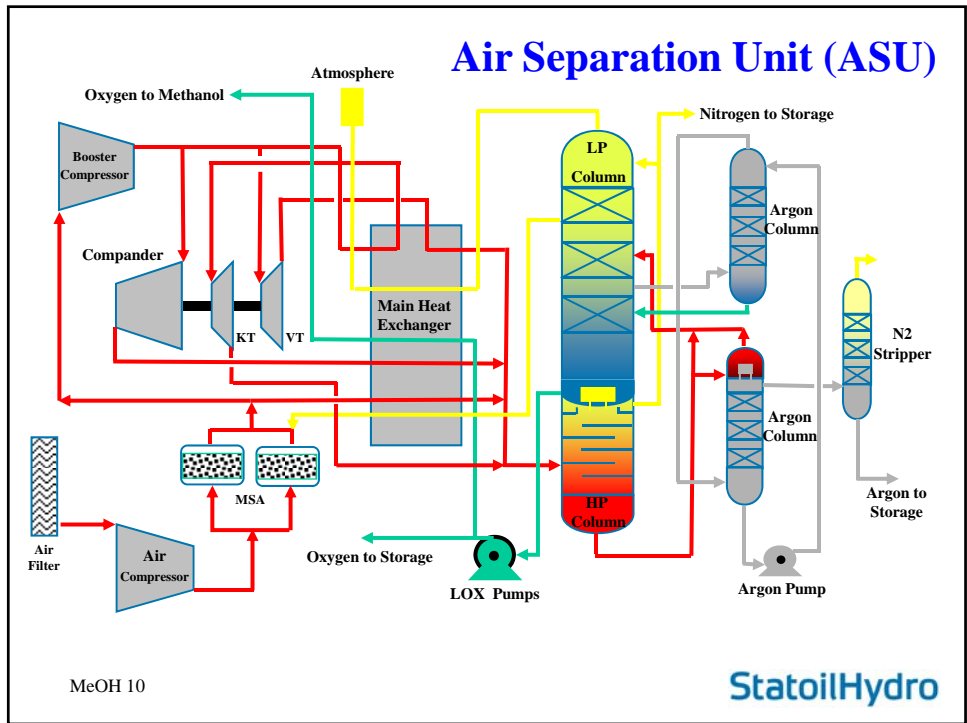 Air Separation Unit (ASU)
Atmosphere
Oxygen to Methanol
Nitrogen to Storage
Booster
Compressor
LP
Column
Argon
Column
Compander
Main Heat
Exchanger
KT
VT
N2
Stripper
Argon
Column
MSA
HP
Column
Argon to
Storage
Air
Filter
Air
Compressor
Oxygen to Storage
LOX Pumps
Argon Pump
MeOH 10
StatoilHydro